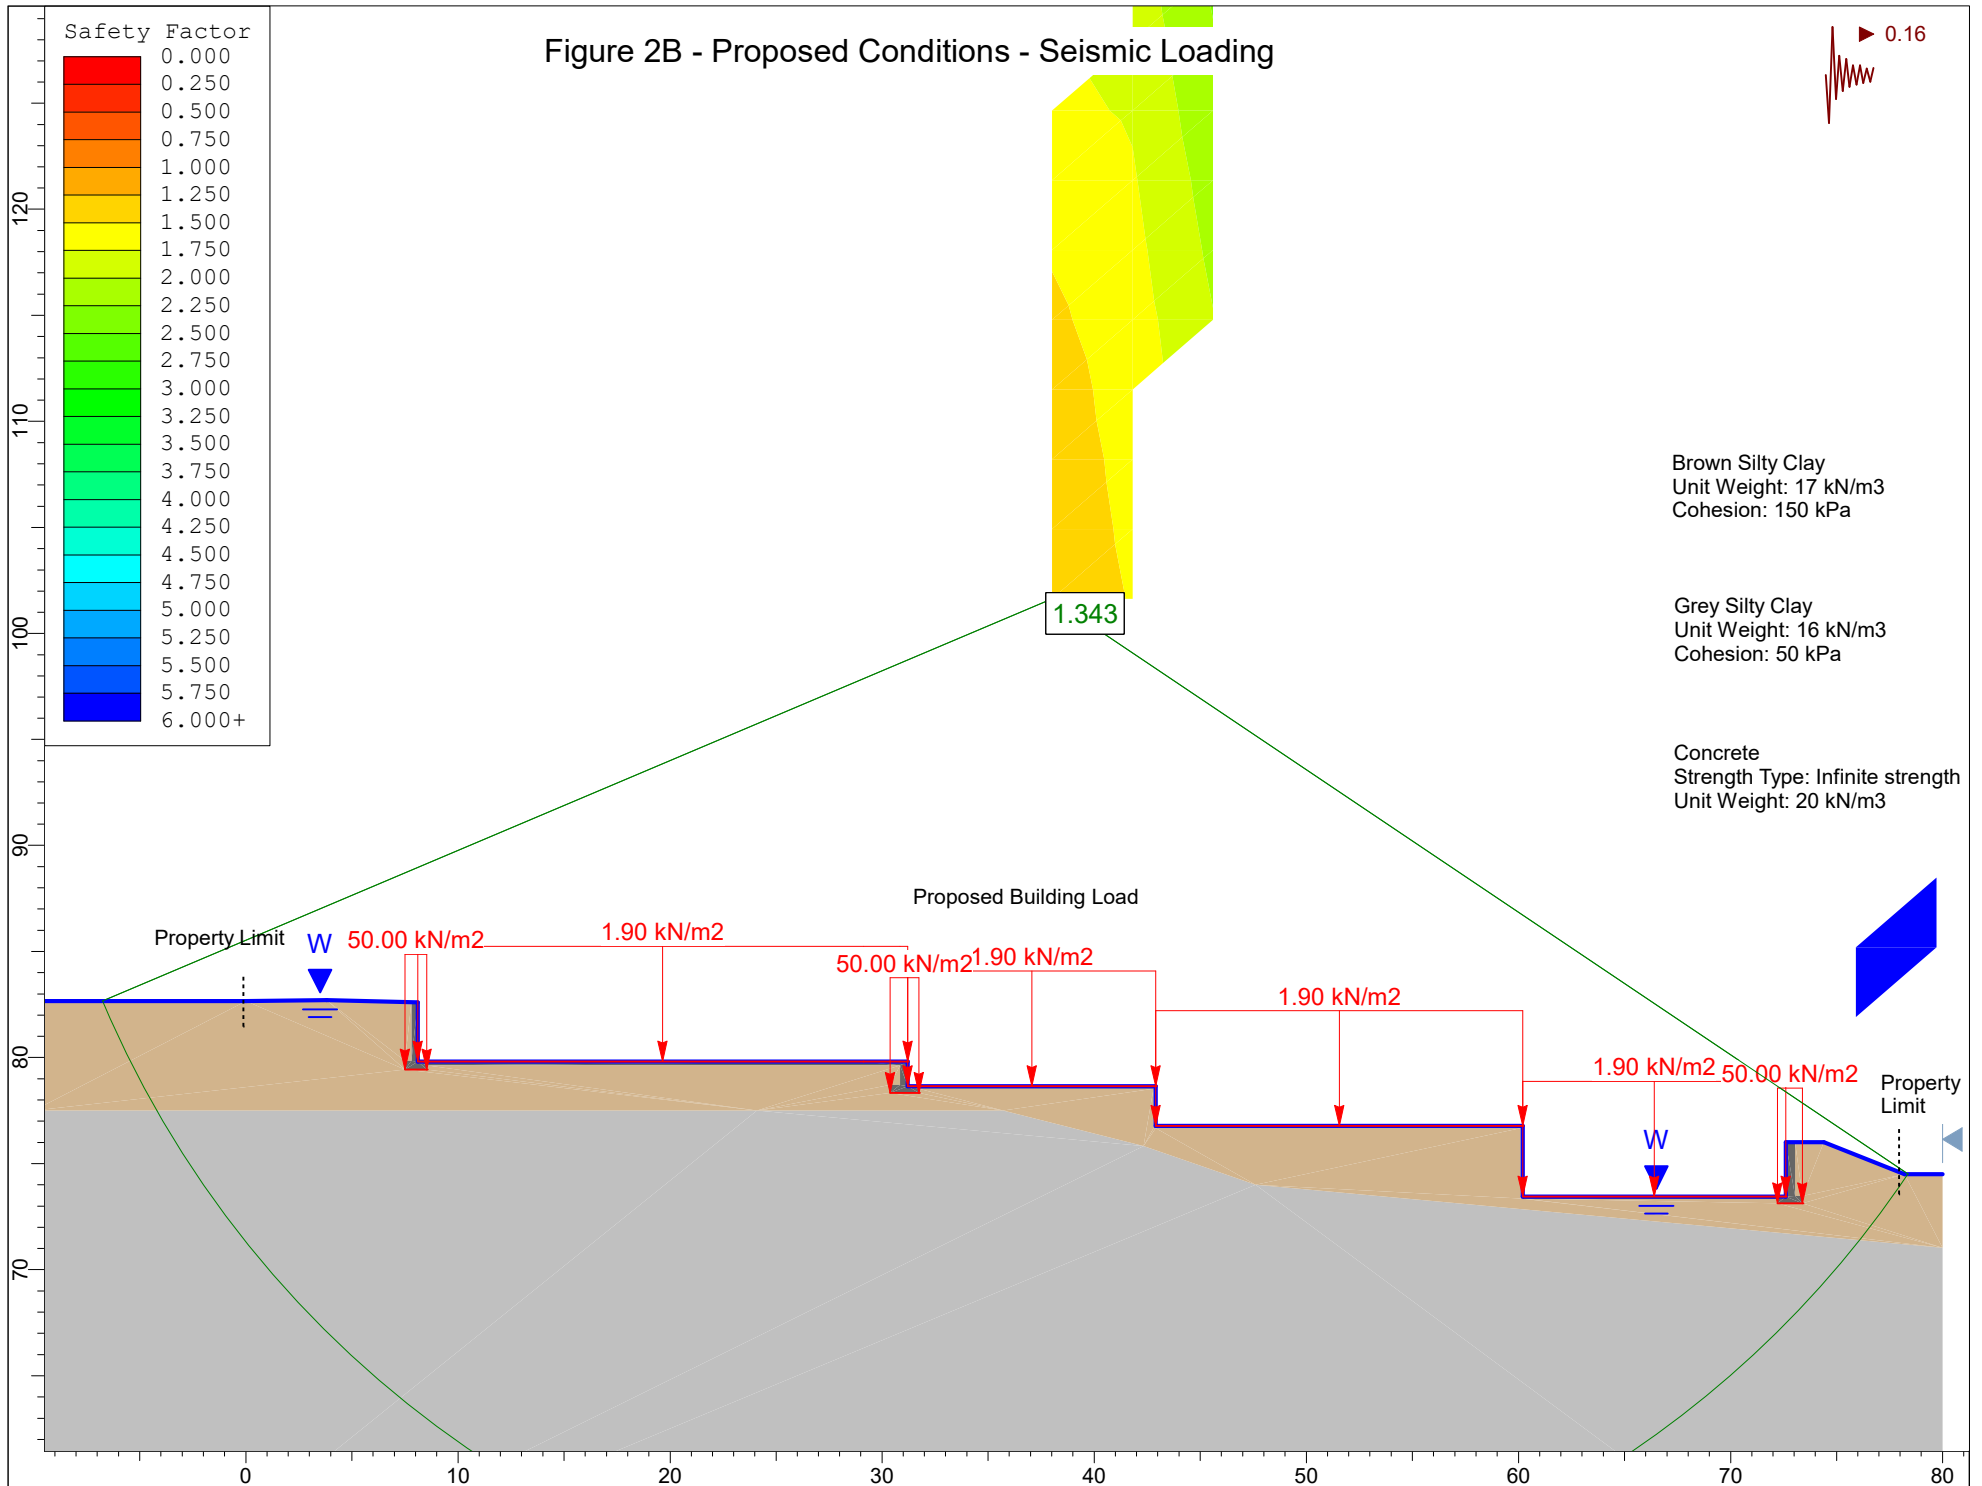 Safety Factor
0.000
0.250
0.500
0.750
1.000
1.250
1.500
1.750
2.000
2.250
2.500
2.750
3.000
3.250
3.500
3.750
4.000
4.250
4.500
4.750
5.000
5.250
5.500
5.750
6.000+
Figure 2B - Proposed Conditions - Seismic Loading
0.16
120
110
100
90
80
70
1.343
Brown Silty Clay
Unit Weight: 17 kN/m3
Cohesion: 150 kPa
Grey Silty Clay
Unit Weight: 16 kN/m3
Cohesion: 50 kPa
Concrete
Strength Type: Infinite strength
Unit Weight: 20 kN/m3
Proposed Building Load
Property Limit
W
50.00 kN/m2
1.90 kN/m2
50.00 kN/m2
1.90 kN/m2
1.90 kN/m2
1.90 kN/m2
50.00 kN/m2
W
Property
Limit
0
10
20
30
40
50
60
70
80